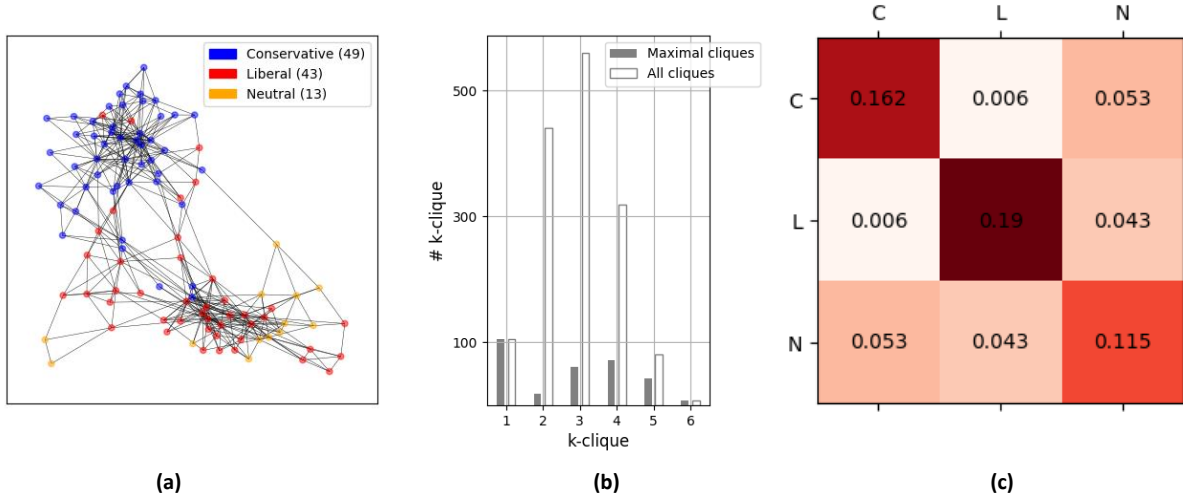 Conservative (49)
Liberal (43)
Neutral (13)
(a)
Maximal cliques
All cliques
# k-clique
500
300
100
1 2 3 4 5 6
k-clique
(b)
C L N
C 0.162 0.006 0.053
L 0.006 0.19 0.043
N 0.053 0.043 0.115
(c)